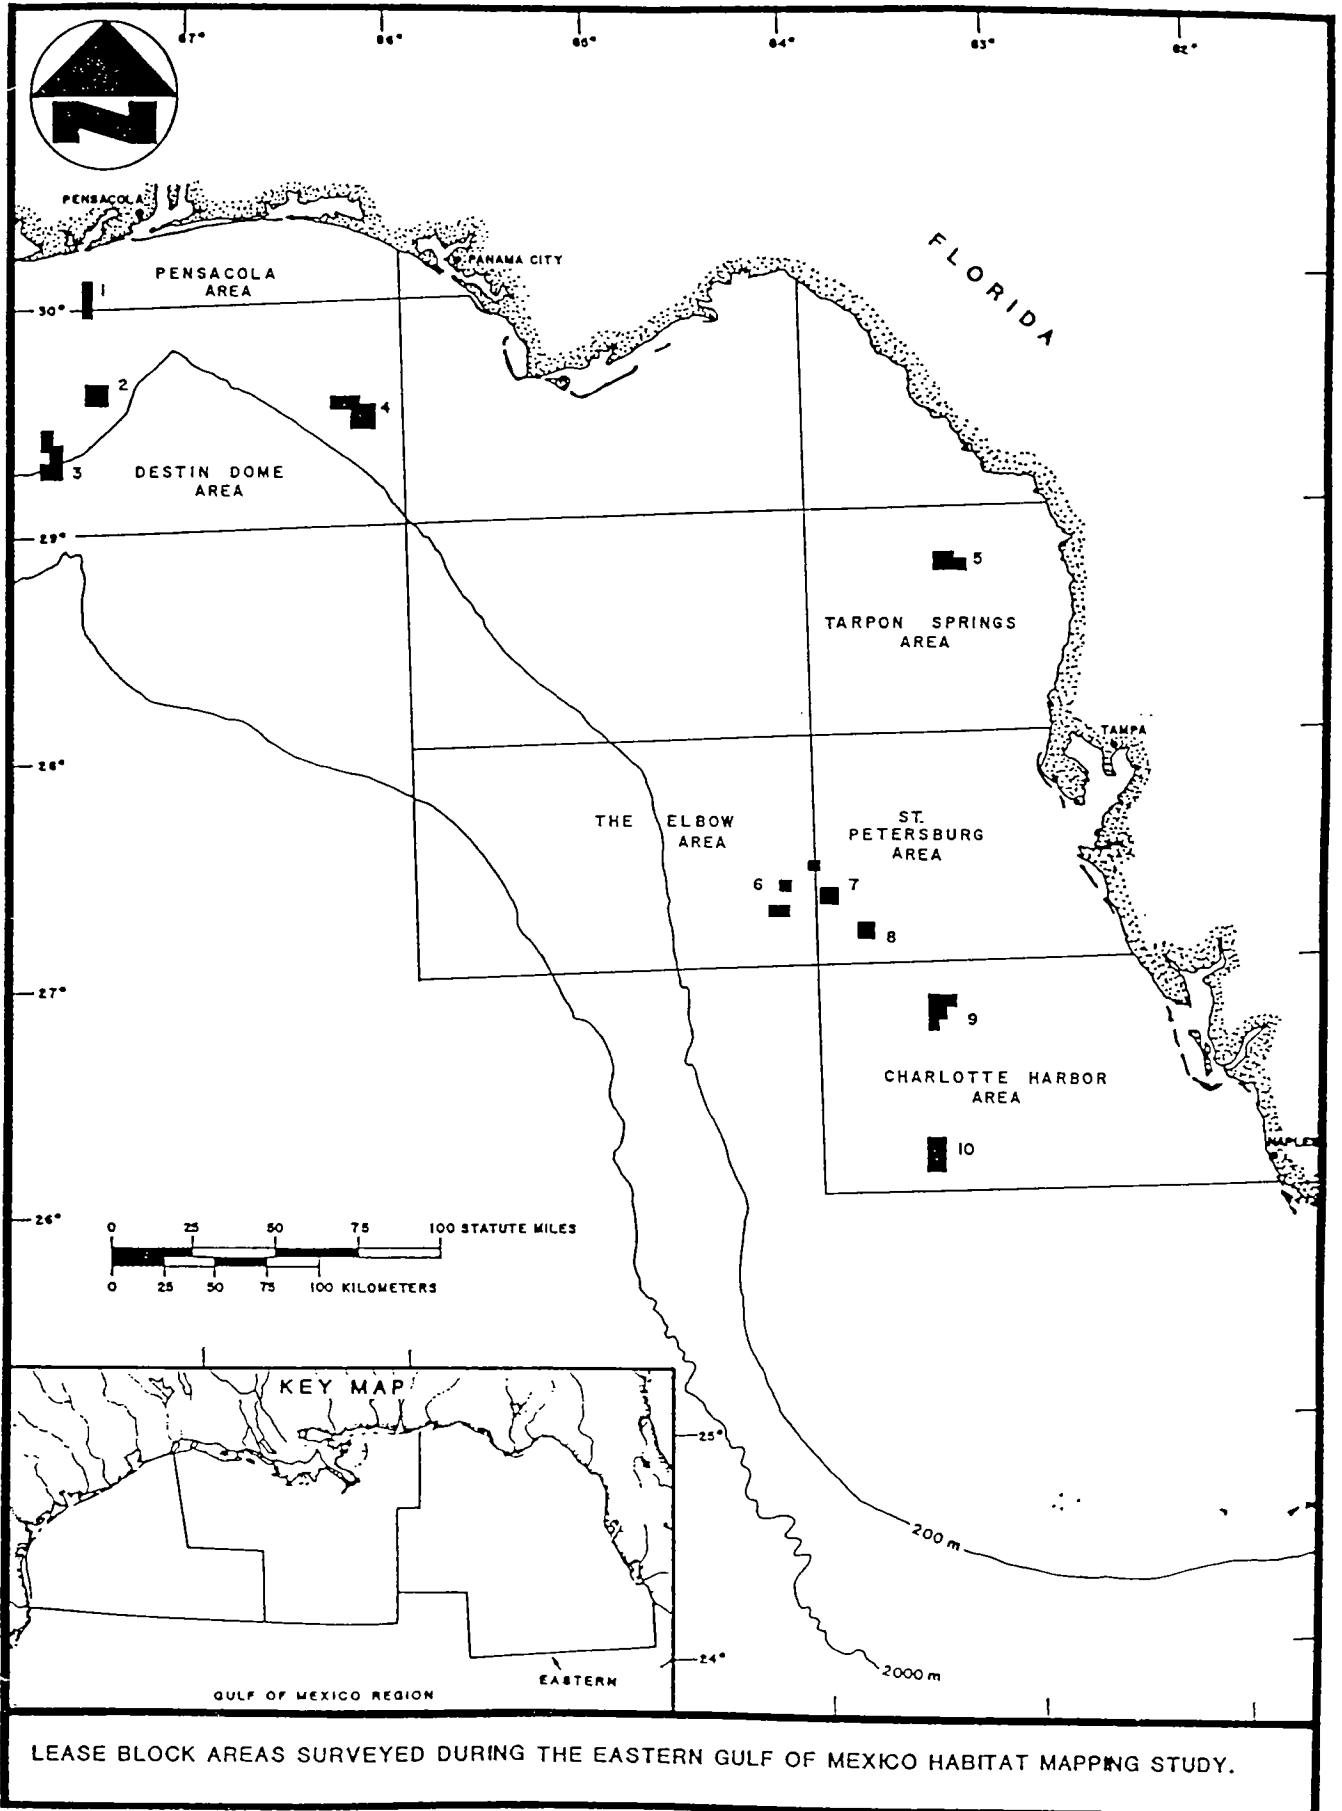 87° 86° 85° 84° 83° 82°
N
PENSACOLA
FLORIDA
PANAMA CITY
PENSACOLA
AREA
1
30°
2
4
3
DESTIN DOME
AREA
29°
5
TARPON SPRINGS
AREA
TAMPA
28°
THE ELBOW
AREA
ST.
PETERSBURG
AREA
6
7
8
27°
9
CHARLOTTE HARBOR
AREA
10
NAPLES
26°
0 25 50 75 100 STATUTE MILES
0 25 50 75 100 KILOMETERS
KEY MAP
25°
200 m
24°
2000 m
EASTERN
GULF OF MEXICO REGION
LEASE BLOCK AREAS SURVEYED DURING THE EASTERN GULF OF MEXICO HABITAT MAPPING STUDY.